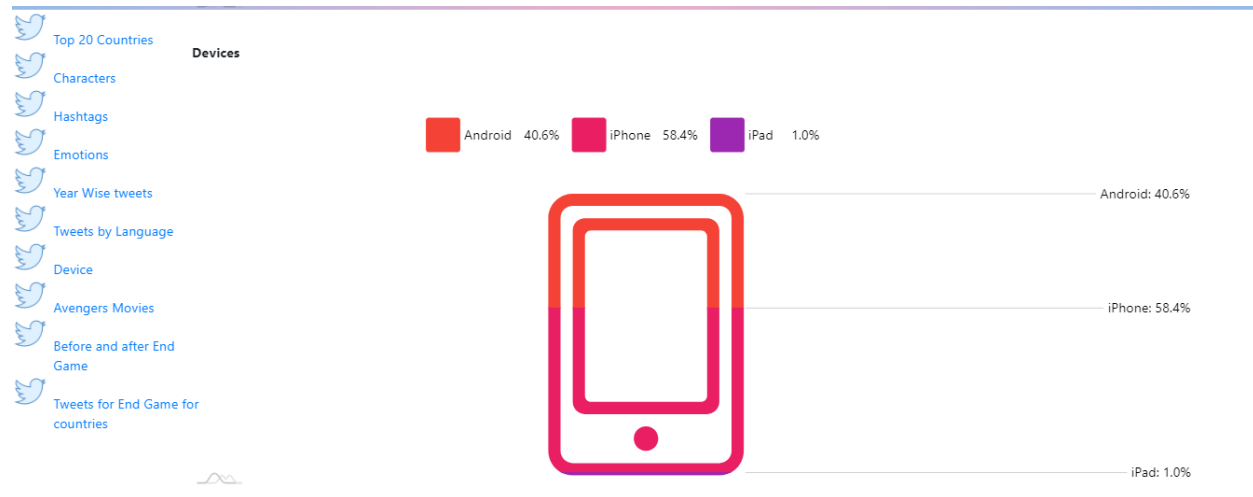 Top 20 Countries
Characters
Hashtags
Emotions
Year Wise tweets
Tweets by Language
Device
Avengers Movies
Before and after End
Game
Tweets for End Game for
countries
Devices
Android 40.6% iPhone 58.4% iPad 1.0%
Android: 40.6%
iPhone: 58.4%
iPad: 1.0%